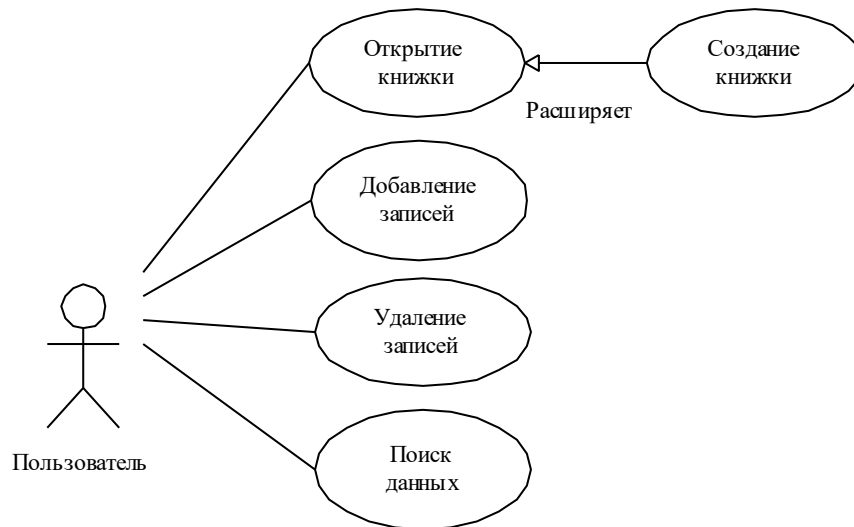 Открытие
книжки
Создание
книжки
Расширяет
Добавление
записей
Удаление
записей
Пользователь
Поиск
данных